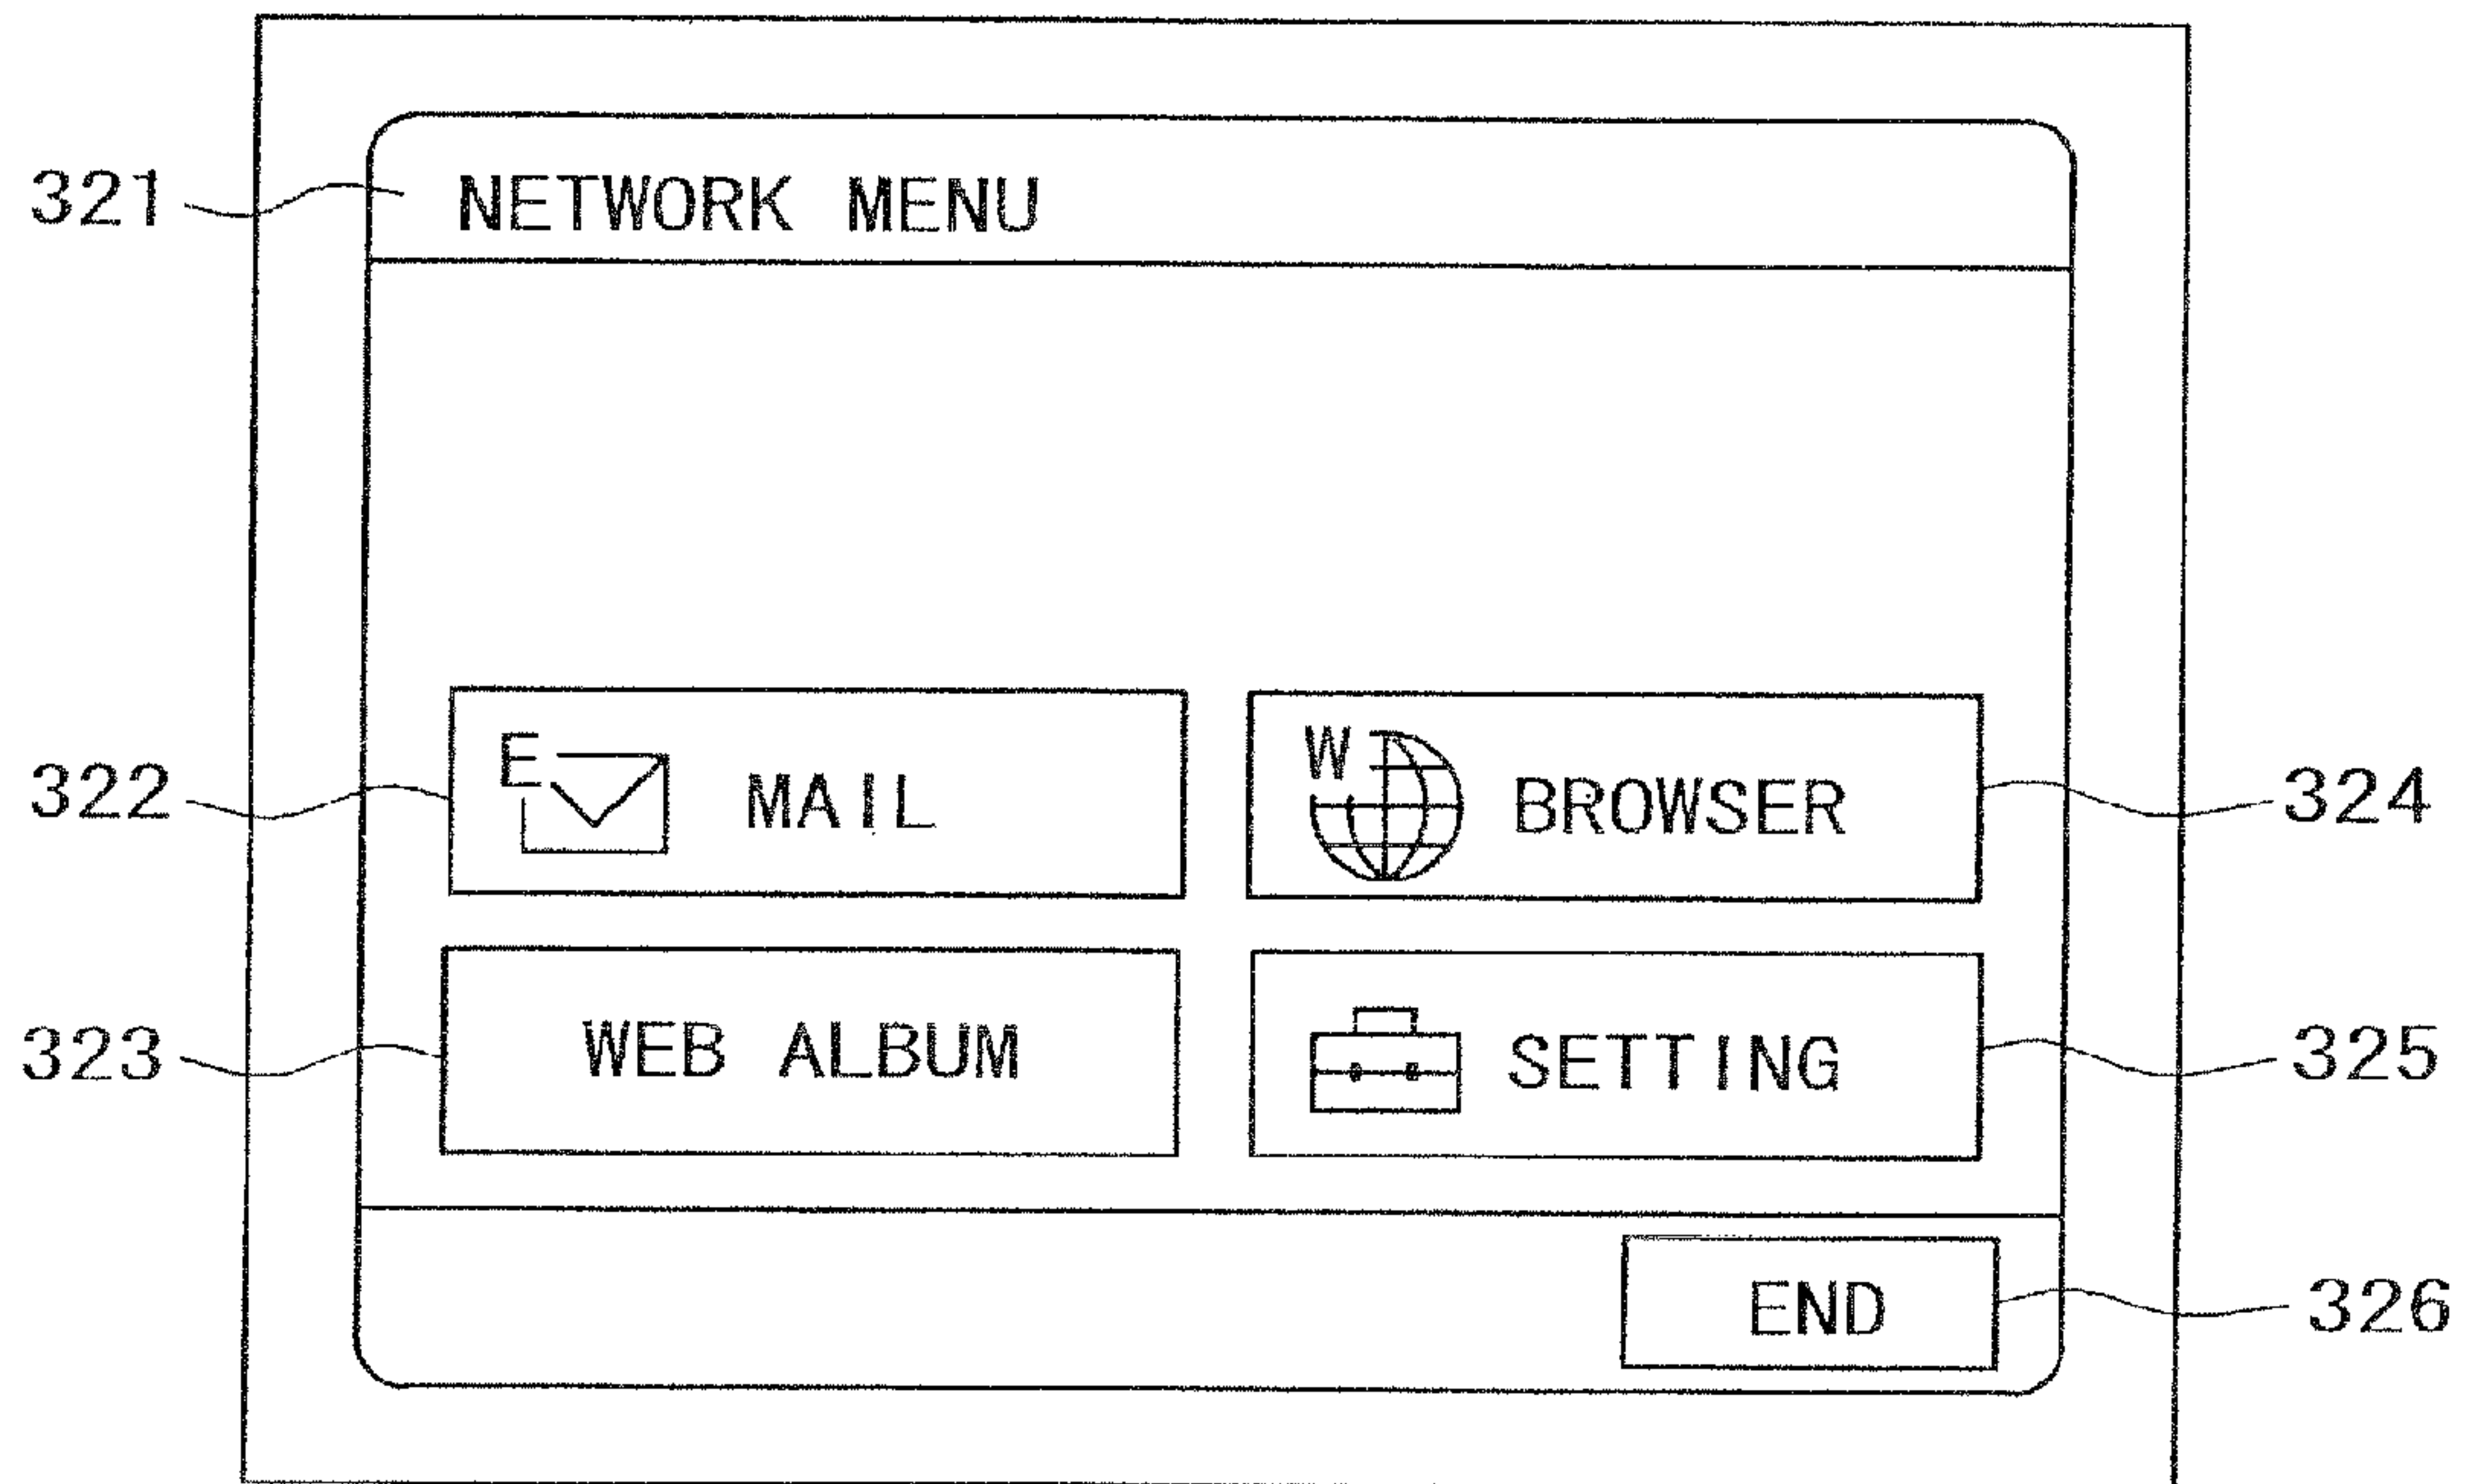 321 NETWORK MENU
322 E MAIL W BROWSER 324
323 WEB ALBUM SETTING 325
END 326